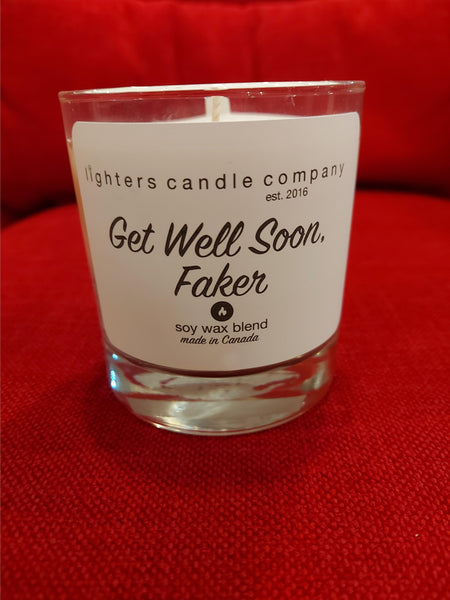 lighters candle company
est. 2016
Get Well Soon,
Faker
soy wax blend
made in Canada